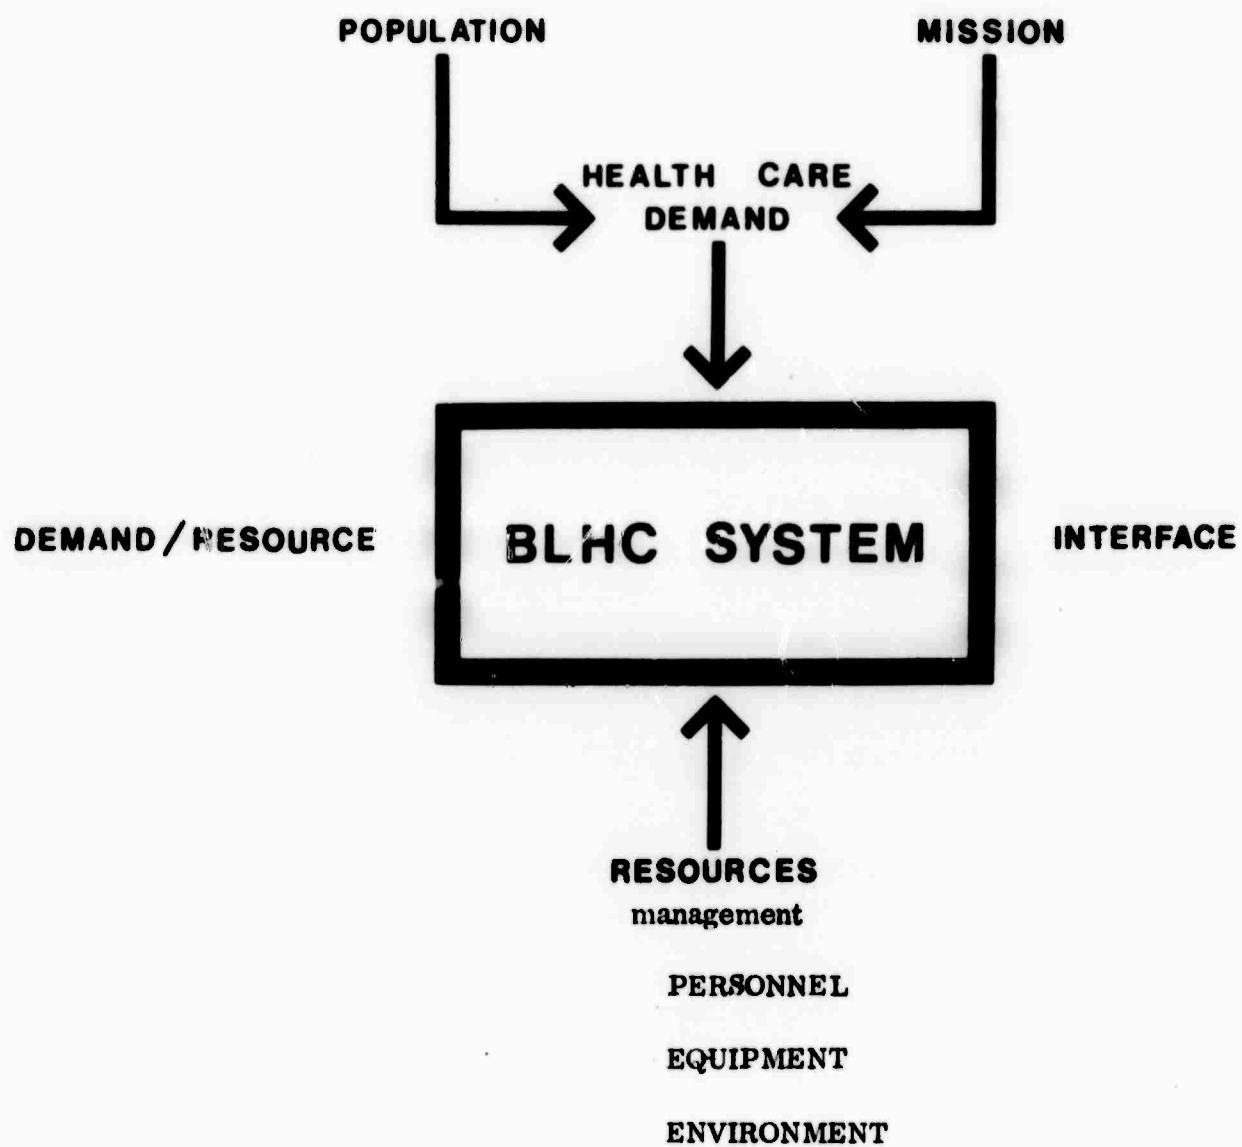 POPULATION MISSION
HEALTH CARE
DEMAND
DEMAND/RESOURCE BLHC SYSTEM INTERFACE
RESOURCES
management
PERSONNEL
EQUIPMENT
ENVIRONMENT